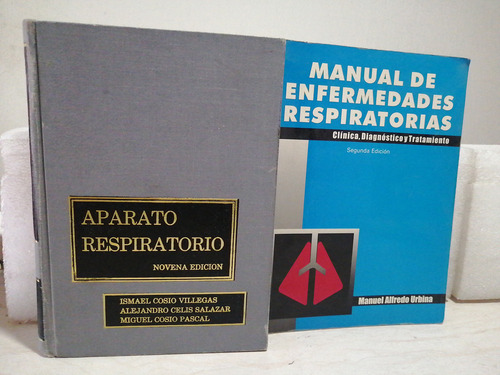 APARATO
RESPIRATORIO
NOVENA EDICION
ISMAEL COSIO VILLEGAS
ALEJANDRO CELIS SALAZAR
MIGUEL COSIO PASCAL
MANUAL DE
ENFERMEDADES
RESPIRATORIAS
Clínica, Diagnóstico y Tratamiento
Segunda Edición
Manuel Alfredo Urbina